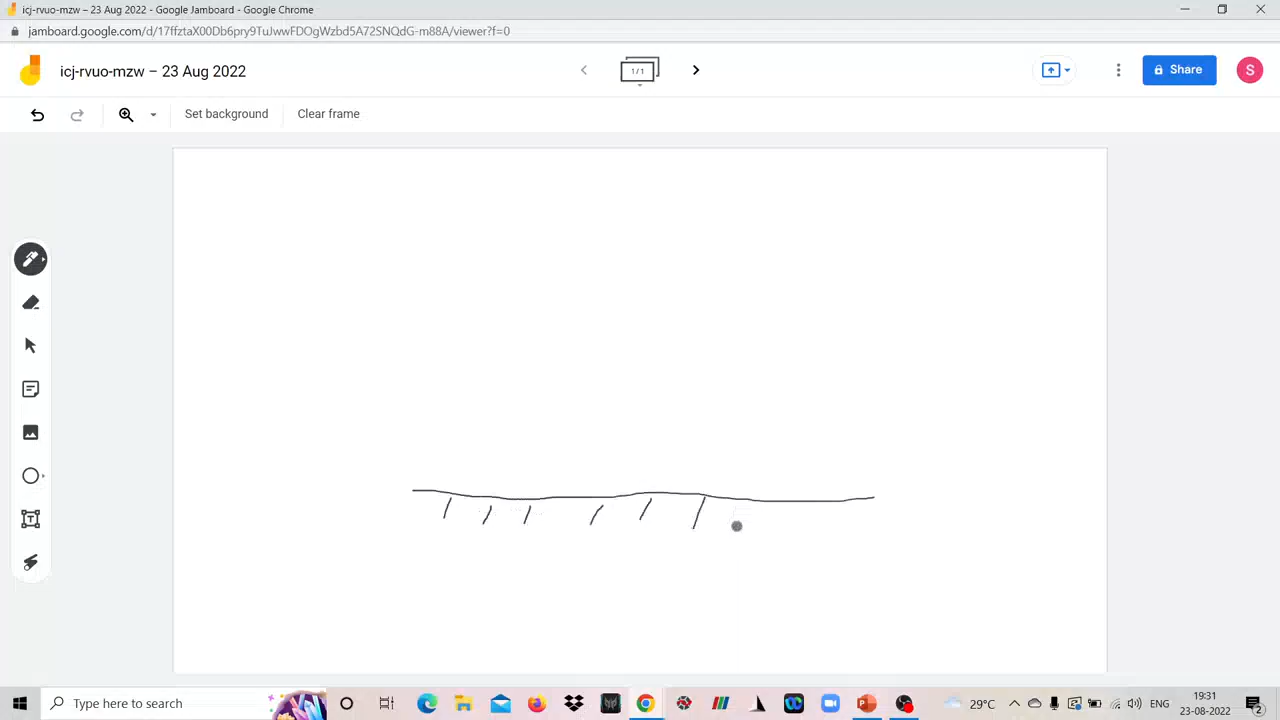 icj-rvuo-mzw – 23 Aug 2022 - Google Jamboard - Google Chrome
jamboard.google.com/d/17ffztaX00Db6pry9TuJwwFDOgWzbd5A72SNQdG-m88A/viewer?f=0
icj-rvuo-mzw – 23 Aug 2022
1 / 1
Share
S
Set background
Clear frame
T
Type here to search
29°C
ENG
19:31
23-08-2022
2